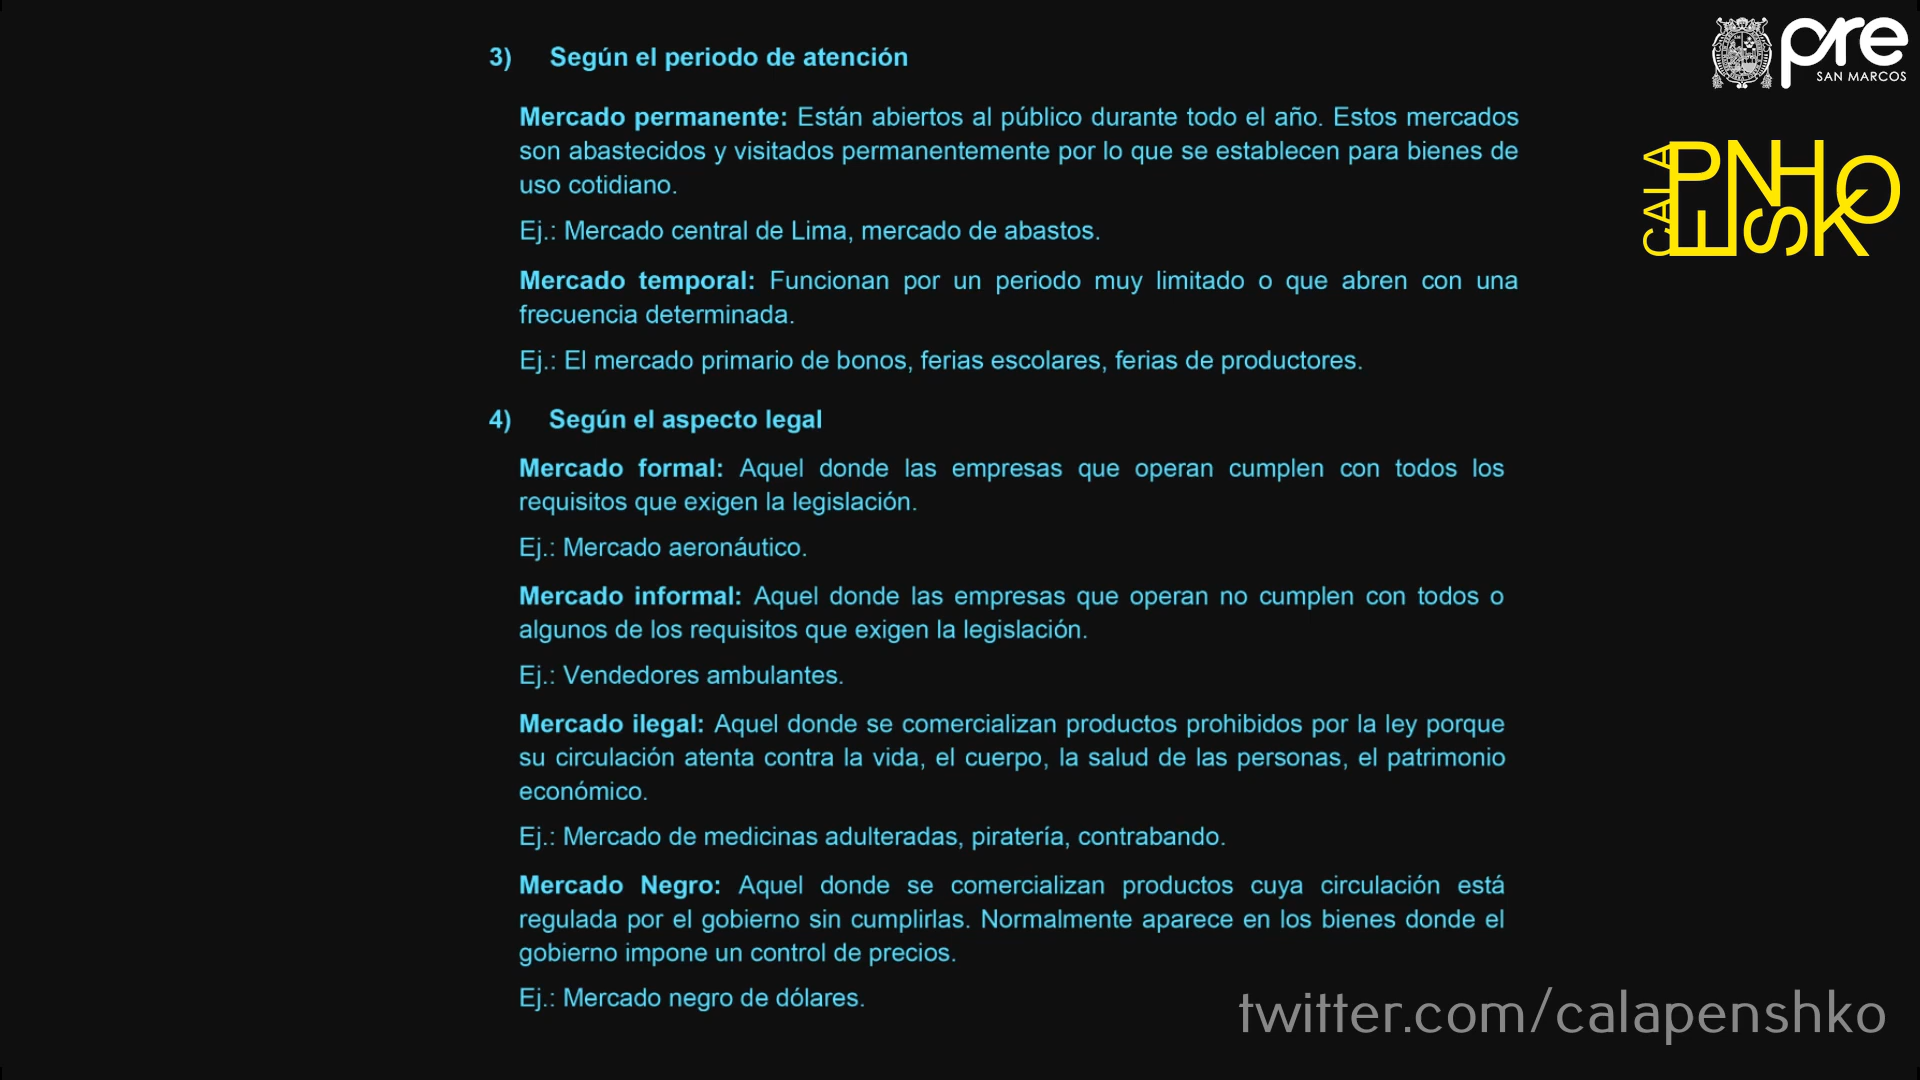 3) Según el periodo de atención
Mercado permanente: Están abiertos al público durante todo el año. Estos mercados
son abastecidos y visitados permanentemente por lo que se establecen para bienes de
uso cotidiano.
Ej.: Mercado central de Lima, mercado de abastos.
Mercado temporal: Funcionan por un periodo muy limitado o que abren con una
frecuencia determinada.
Ej.: El mercado primario de bonos, ferias escolares, ferias de productores.
4) Según el aspecto legal
Mercado formal: Aquel donde las empresas que operan cumplen con todos los
requisitos que exigen la legislación.
Ej.: Mercado aeronáutico.
Mercado informal: Aquel donde las empresas que operan no cumplen con todos o
algunos de los requisitos que exigen la legislación.
Ej.: Vendedores ambulantes.
Mercado ilegal: Aquel donde se comercializan productos prohibidos por la ley porque
su circulación atenta contra la vida, el cuerpo, la salud de las personas, el patrimonio
económico.
Ej.: Mercado de medicinas adulteradas, piratería, contrabando.
Mercado Negro: Aquel donde se comercializan productos cuya circulación está
regulada por el gobierno sin cumplirlas. Normalmente aparece en los bienes donde el
gobierno impone un control de precios.
Ej.: Mercado negro de dólares.
pre
SAN MARCOS
CALA
PENSHKO
twitter.com/calapenshko